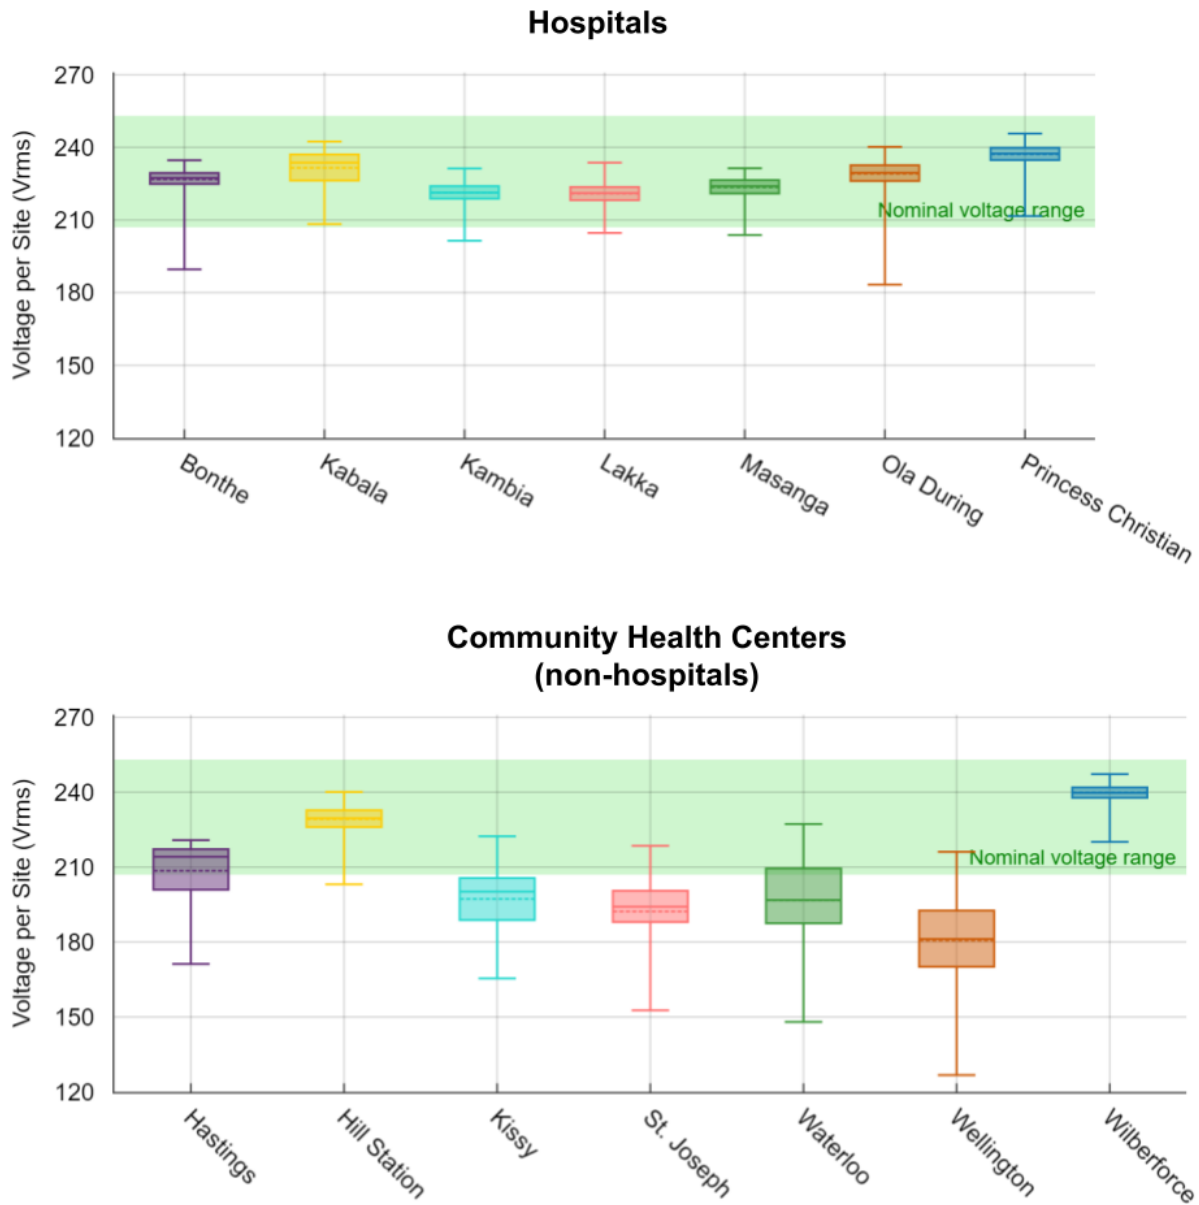 Hospitals
270
240
210
180
150
120
Voltage per Site (Vrms)
Nominal voltage range
Bonthe
Kabala
Kambia
Lakka
Masanga
Ola During
Princess Christian
Community Health Centers
(non-hospitals)
270
240
210
180
150
120
Voltage per Site (Vrms)
Nominal voltage range
Hastings
Hill Station
Kissy
St. Joseph
Waterloo
Wellington
Wilberforce